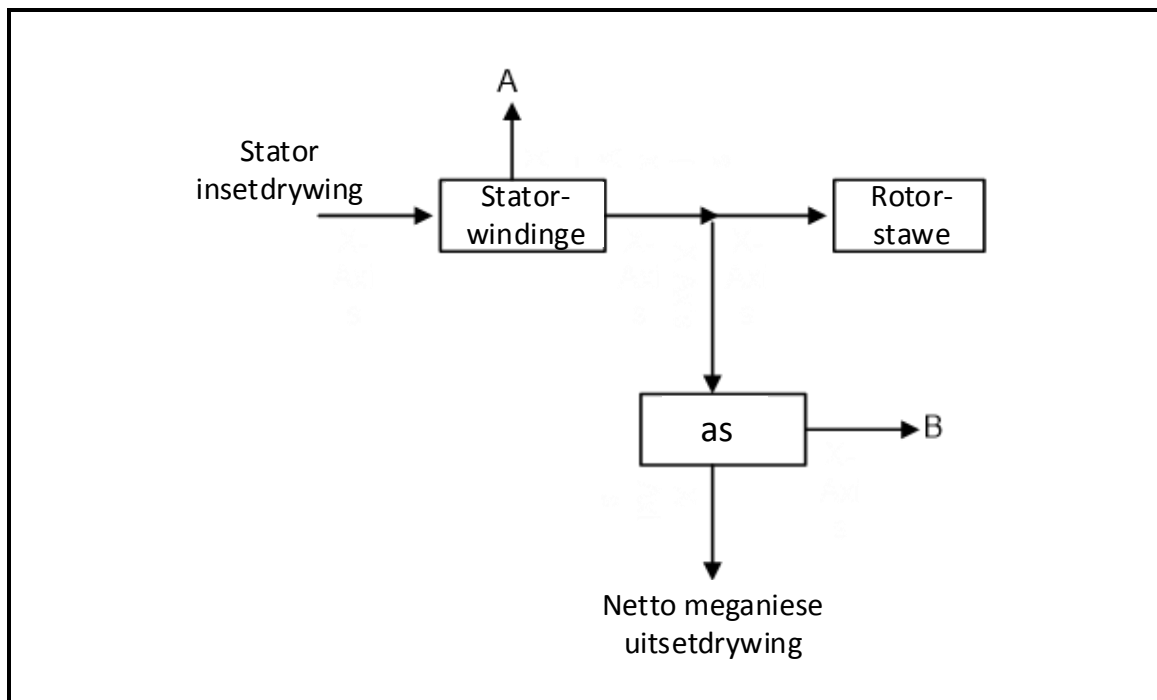 A
Stator
insetdrywing
Stator-
windinge
Rotor-
stawe
as
B
Netto meganiese
uitsetdrywing